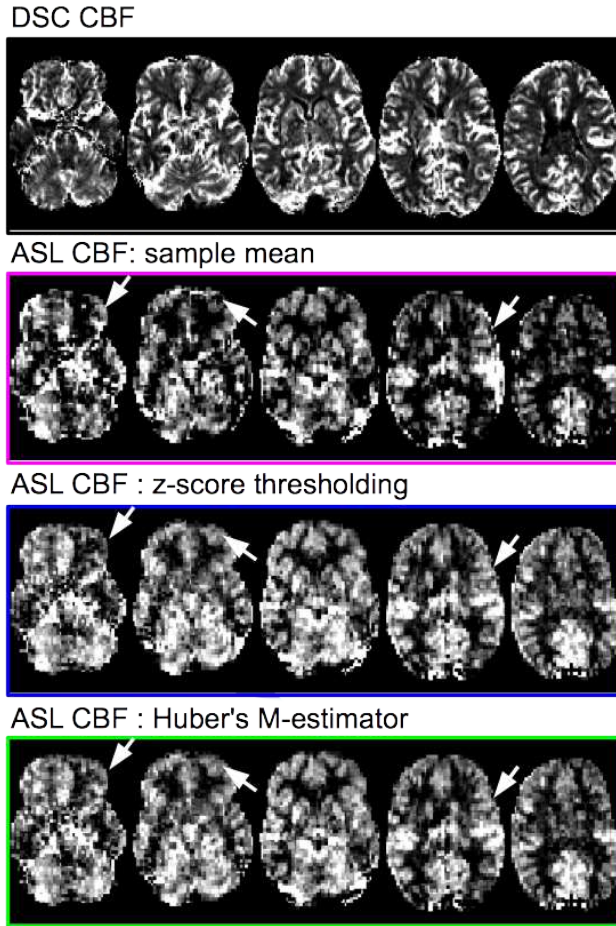 DSC CBF
ASL CBF: sample mean
ASL CBF : z-score thresholding
ASL CBF : Huber's M-estimator